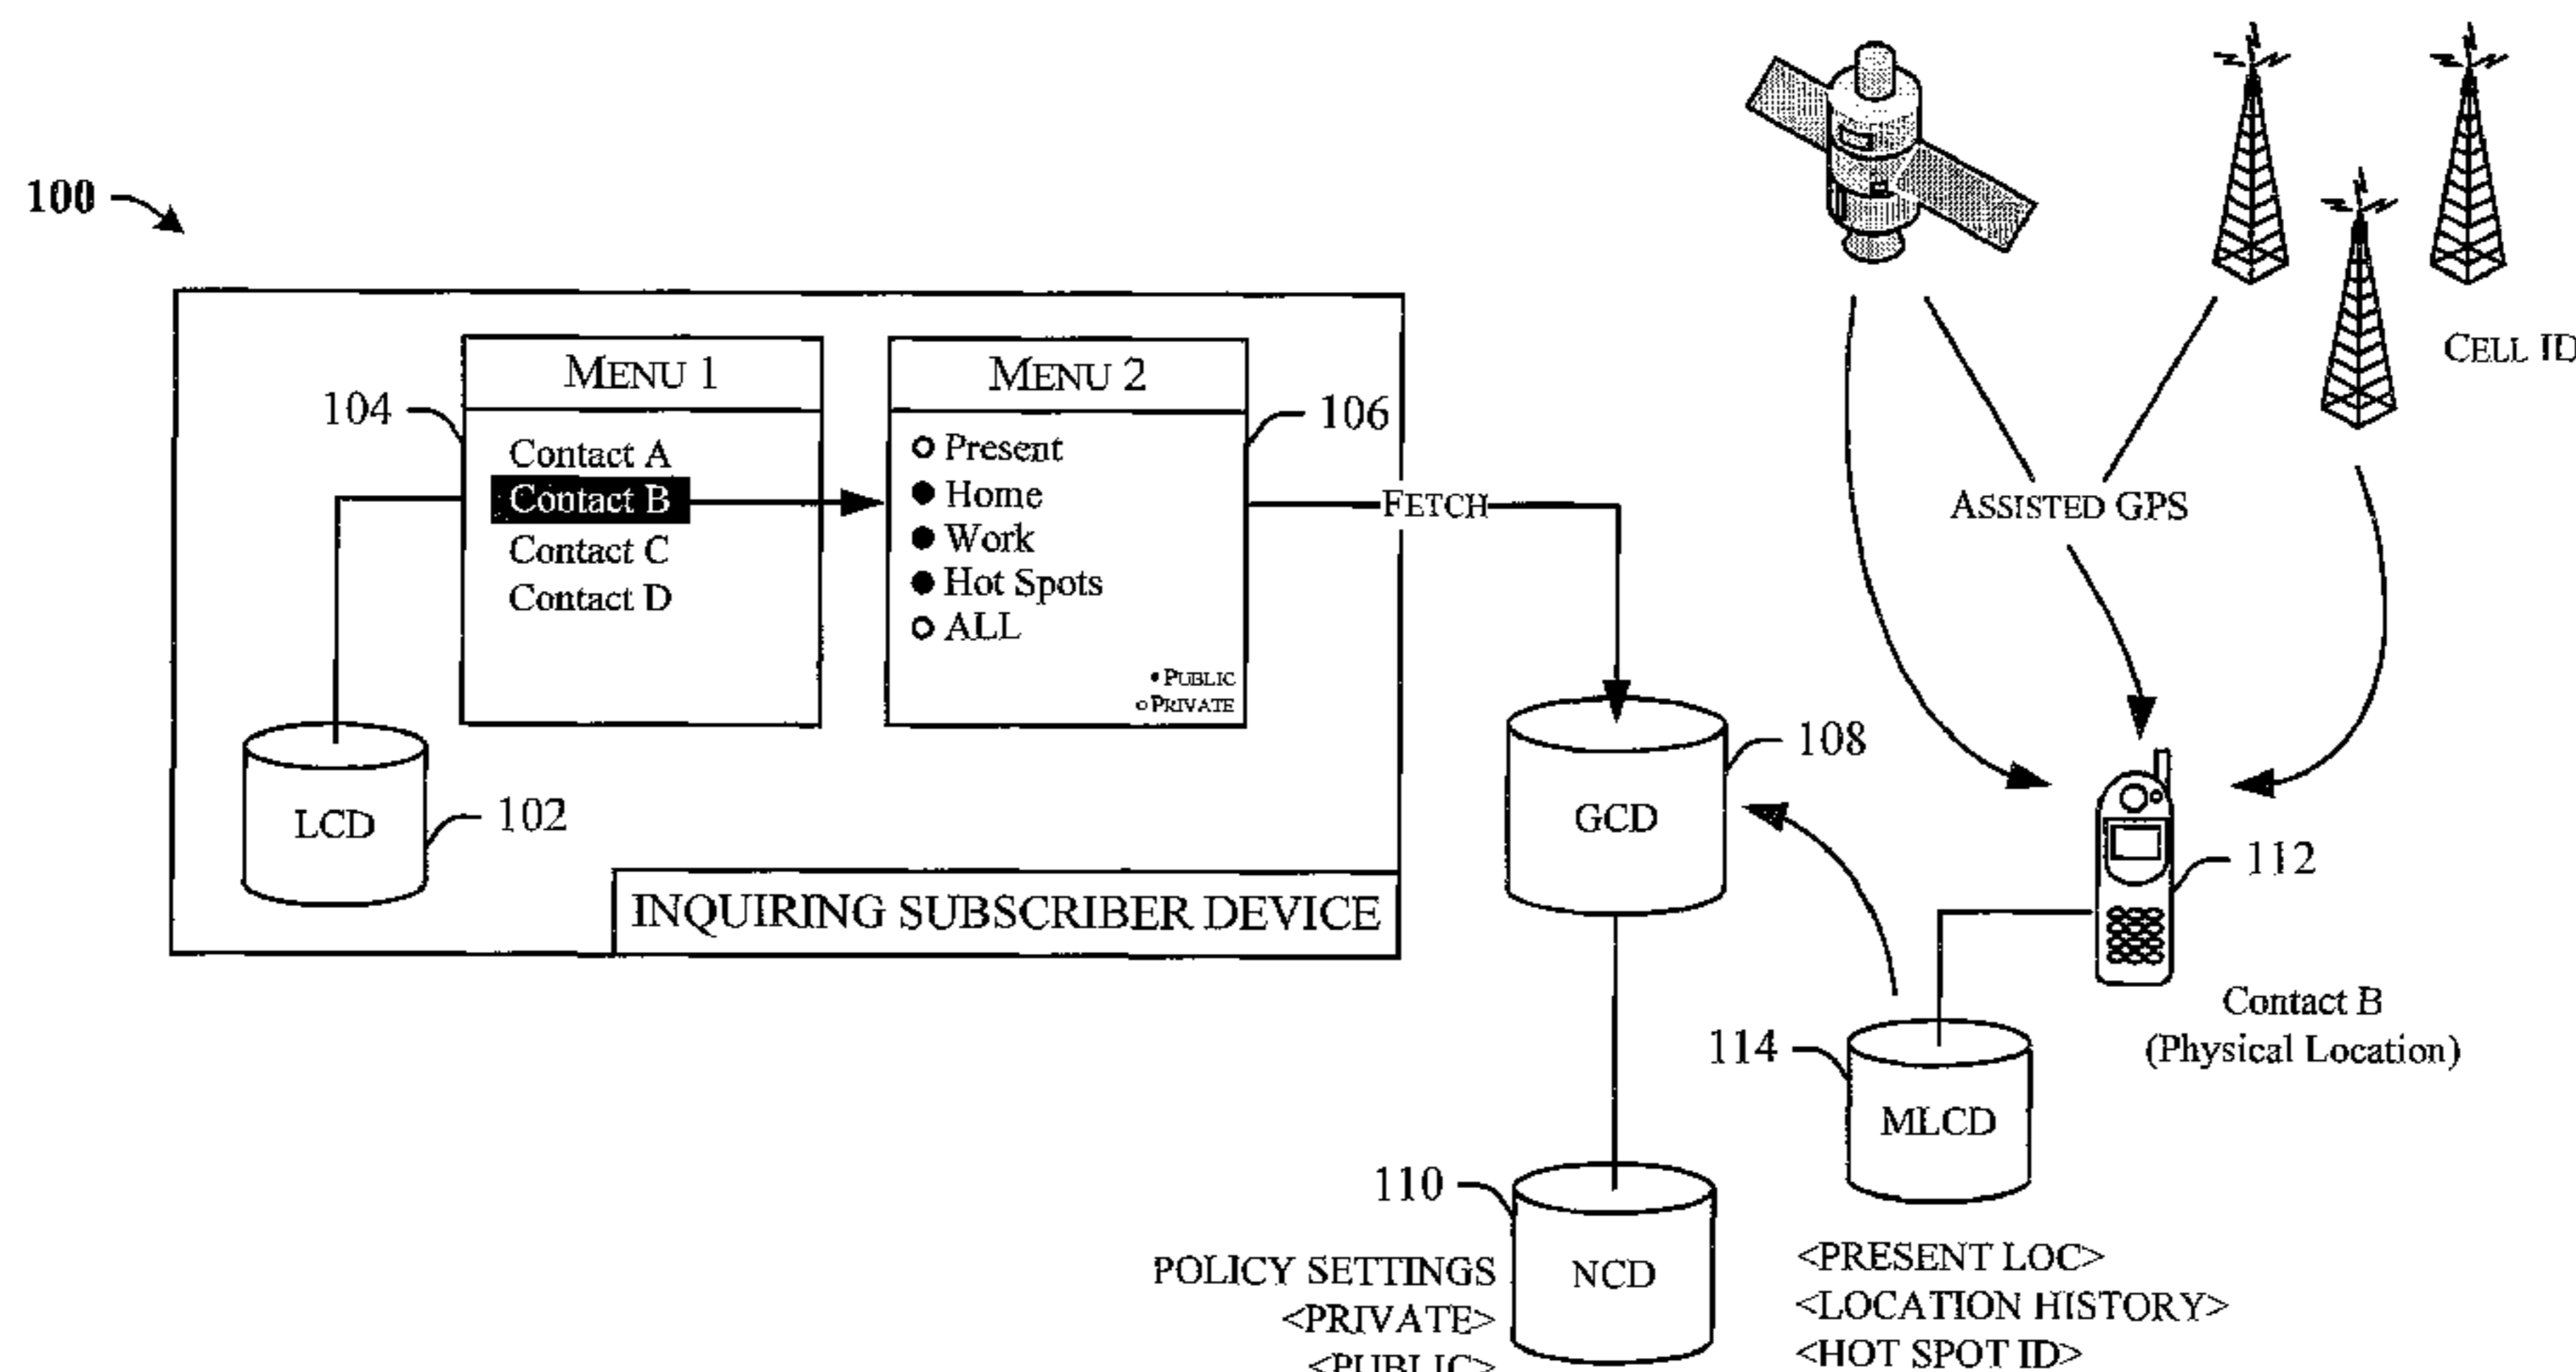 100
MENU 1
104
Contact A
Contact B
Contact C
Contact D
MENU 2
106
Present
Home
Work
Hot Spots
ALL
PUBLIC
PRIVATE
FETCH
LCD
102
INQUIRING SUBSCRIBER DEVICE
CELL ID
ASSISTED GPS
108
GCD
112
Contact B
(Physical Location)
114
MLCD
110
NCD
POLICY SETTINGS
<PRIVATE>
<PUBLIC>
<PRESENT LOC>
<LOCATION HISTORY>
<HOT SPOT ID>